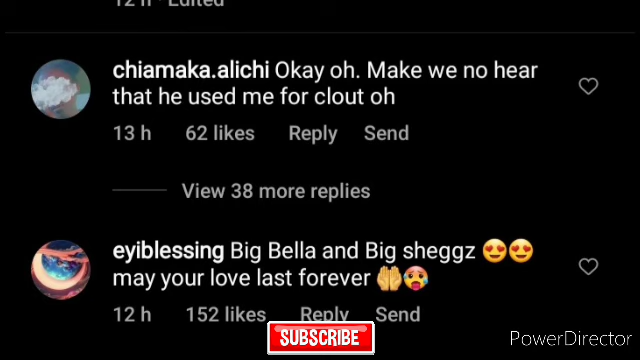 12 h · Edited
chiamaka.alichi Okay oh. Make we no hear
that he used me for clout oh
13 h 62 likes Reply Send
View 38 more replies
eyiblessing Big Bella and Big sheggz 😍😍
may your love last forever 🤲🥵
12 h 152 likes Reply Send
SUBSCRIBE
PowerDirector